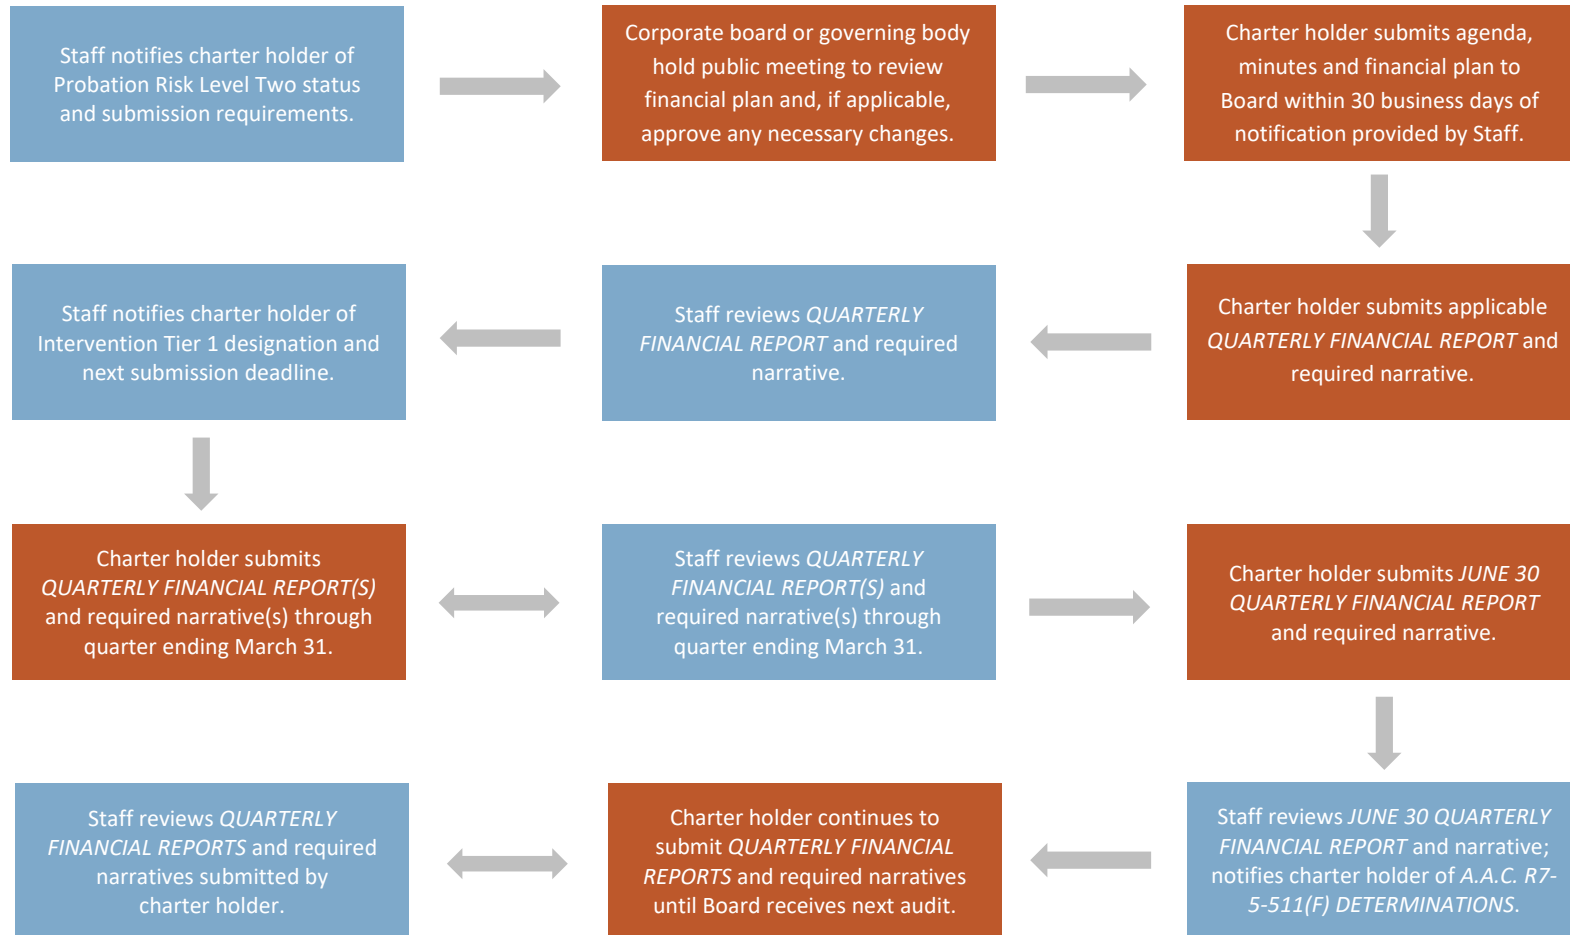 Staff notifies charter holder of
Probation Risk Level Two status
and submission requirements.
Corporate board or governing body
hold public meeting to review
financial plan and, if applicable,
approve any necessary changes.
Charter holder submits agenda,
minutes and financial plan to
Board within 30 business days of
notification provided by Staff.
Charter holder submits applicable
QUARTERLY FINANCIAL REPORT and
required narrative.
Staff reviews QUARTERLY
FINANCIAL REPORT and required
narrative.
Staff notifies charter holder of
Intervention Tier 1 designation and
next submission deadline.
Charter holder submits
QUARTERLY FINANCIAL REPORT(S)
and required narrative(s) through
quarter ending March 31.
Staff reviews QUARTERLY
FINANCIAL REPORT(S) and
required narrative(s) through
quarter ending March 31.
Charter holder submits JUNE 30
QUARTERLY FINANCIAL REPORT
and required narrative.
Staff reviews JUNE 30 QUARTERLY
FINANCIAL REPORT and narrative;
notifies charter holder of A.A.C. R7-
5-511(F) DETERMINATIONS.
Charter holder continues to
submit QUARTERLY FINANCIAL
REPORTS and required narratives
until Board receives next audit.
Staff reviews QUARTERLY
FINANCIAL REPORTS and required
narratives submitted by
charter holder.